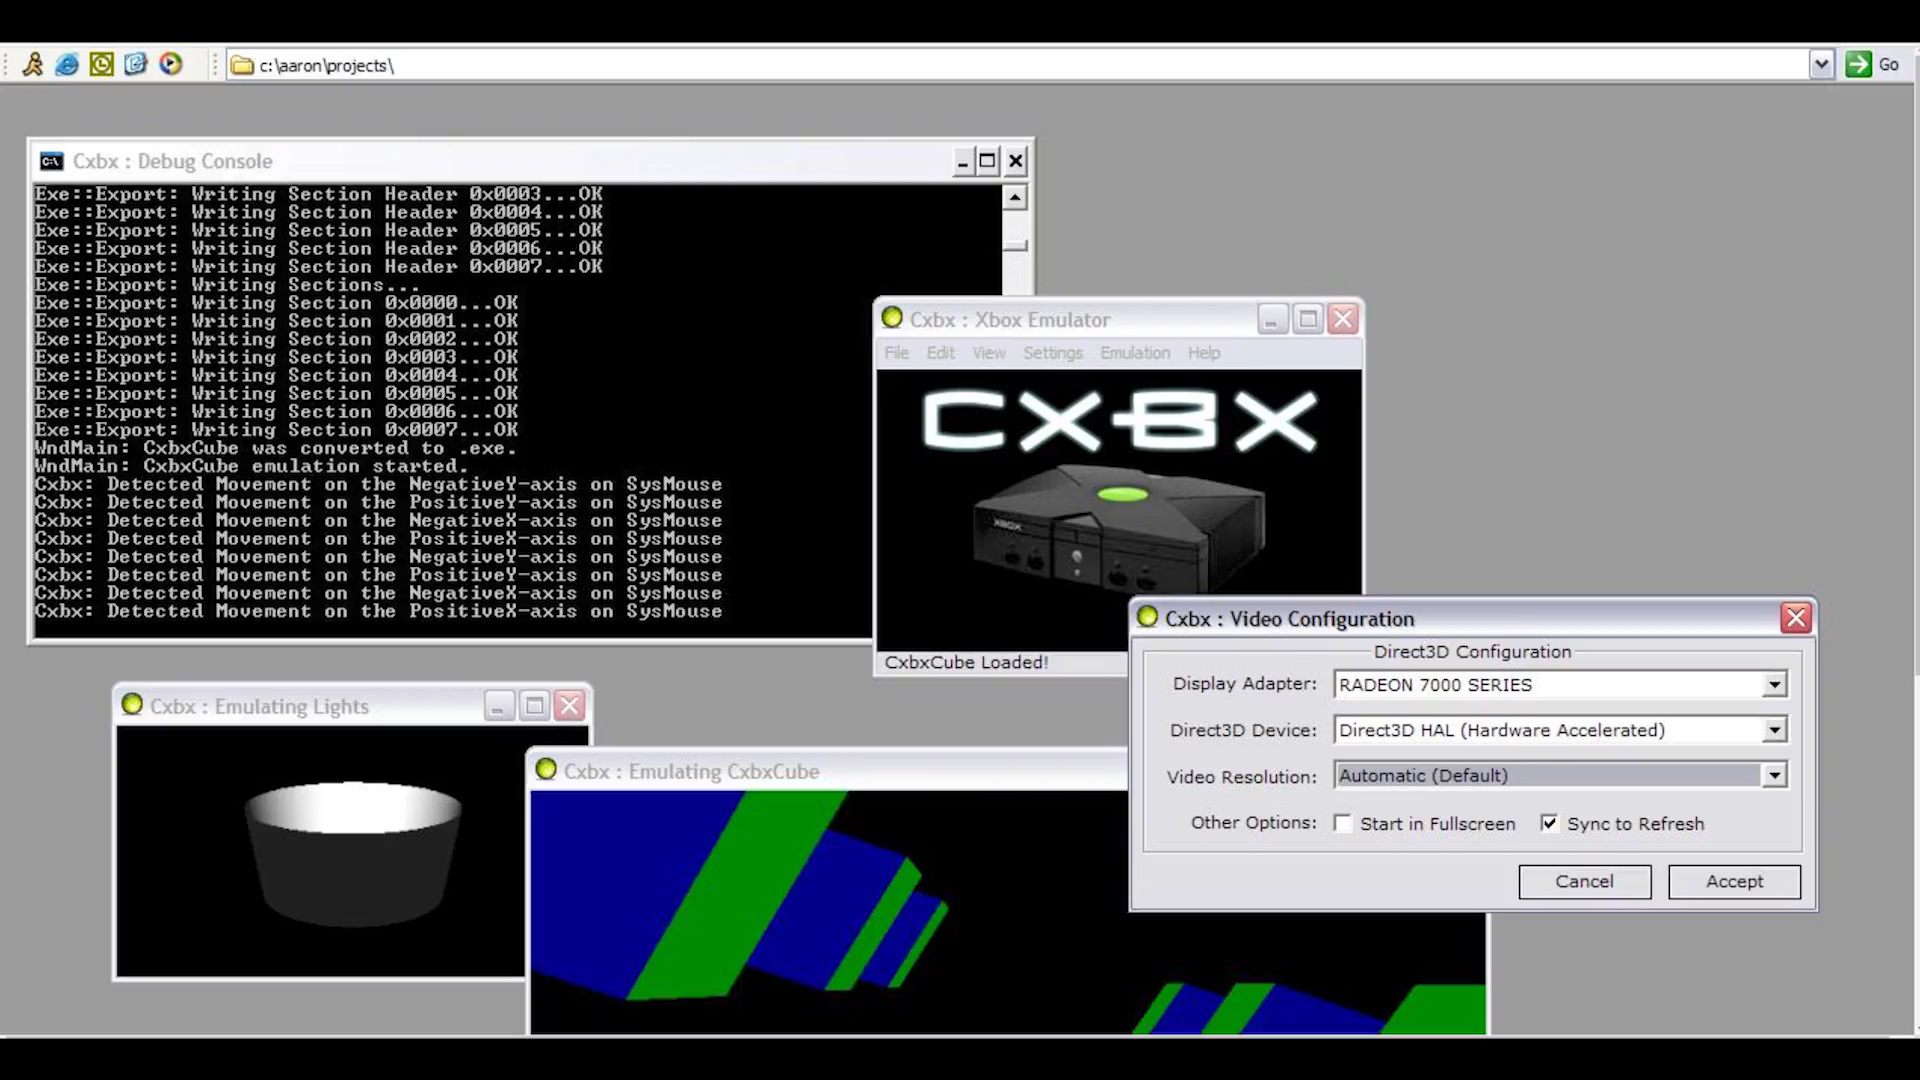 c:\aaron\projects\
Go
Cxbx : Debug Console
Exe::Export: Writing Section Header 0x0003...OK
Exe::Export: Writing Section Header 0x0004...OK
Exe::Export: Writing Section Header 0x0005...OK
Exe::Export: Writing Section Header 0x0006...OK
Exe::Export: Writing Section Header 0x0007...OK
Exe::Export: Writing Sections...
Exe::Export: Writing Section 0x0000...OK
Exe::Export: Writing Section 0x0001...OK
Exe::Export: Writing Section 0x0002...OK
Exe::Export: Writing Section 0x0003...OK
Exe::Export: Writing Section 0x0004...OK
Exe::Export: Writing Section 0x0005...OK
Exe::Export: Writing Section 0x0006...OK
Exe::Export: Writing Section 0x0007...OK
WndMain: CxbxCube was converted to .exe.
WndMain: CxbxCube emulation started.
Cxbx: Detected Movement on the NegativeY-axis on SysMouse
Cxbx: Detected Movement on the PositiveY-axis on SysMouse
Cxbx: Detected Movement on the NegativeX-axis on SysMouse
Cxbx: Detected Movement on the PositiveX-axis on SysMouse
Cxbx: Detected Movement on the NegativeY-axis on SysMouse
Cxbx: Detected Movement on the PositiveY-axis on SysMouse
Cxbx: Detected Movement on the NegativeX-axis on SysMouse
Cxbx: Detected Movement on the PositiveX-axis on SysMouse
Cxbx : Xbox Emulator
File Edit View Settings Emulation Help
CXBX
XBOX
CxbxCube Loaded!
Cxbx : Video Configuration
Direct3D Configuration
Display Adapter: RADEON 7000 SERIES
Direct3D Device: Direct3D HAL (Hardware Accelerated)
Video Resolution: Automatic (Default)
Other Options: Start in Fullscreen Sync to Refresh
Cancel Accept
Cxbx : Emulating Lights
Cxbx : Emulating CxbxCube